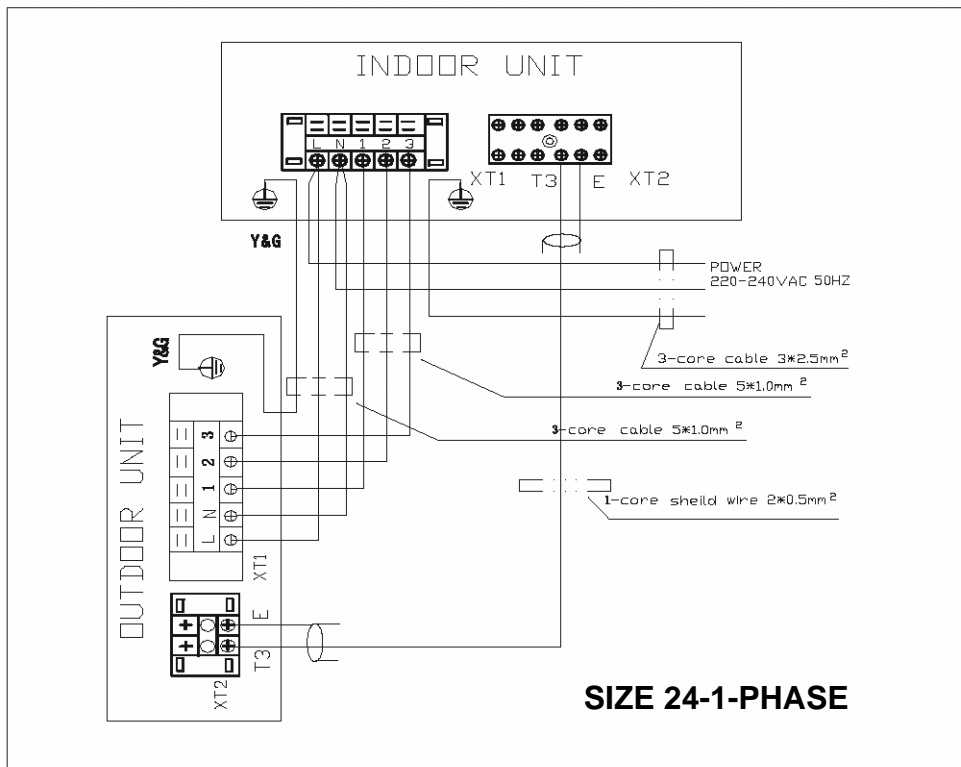 INDOOR UNIT
L N 1 2 3
XT1 T3 E XT2
Y&G
POWER
220-240VAC 50HZ
Y&G
3-core cable 3*2.5mm²
3-core cable 5*1.0mm²
3-core cable 5*1.0mm²
1-core sheild wire 2*0.5mm²
OUTDOOR UNIT
3
2
1
N
L
XT1
E
T3
XT2
SIZE 24-1-PHASE